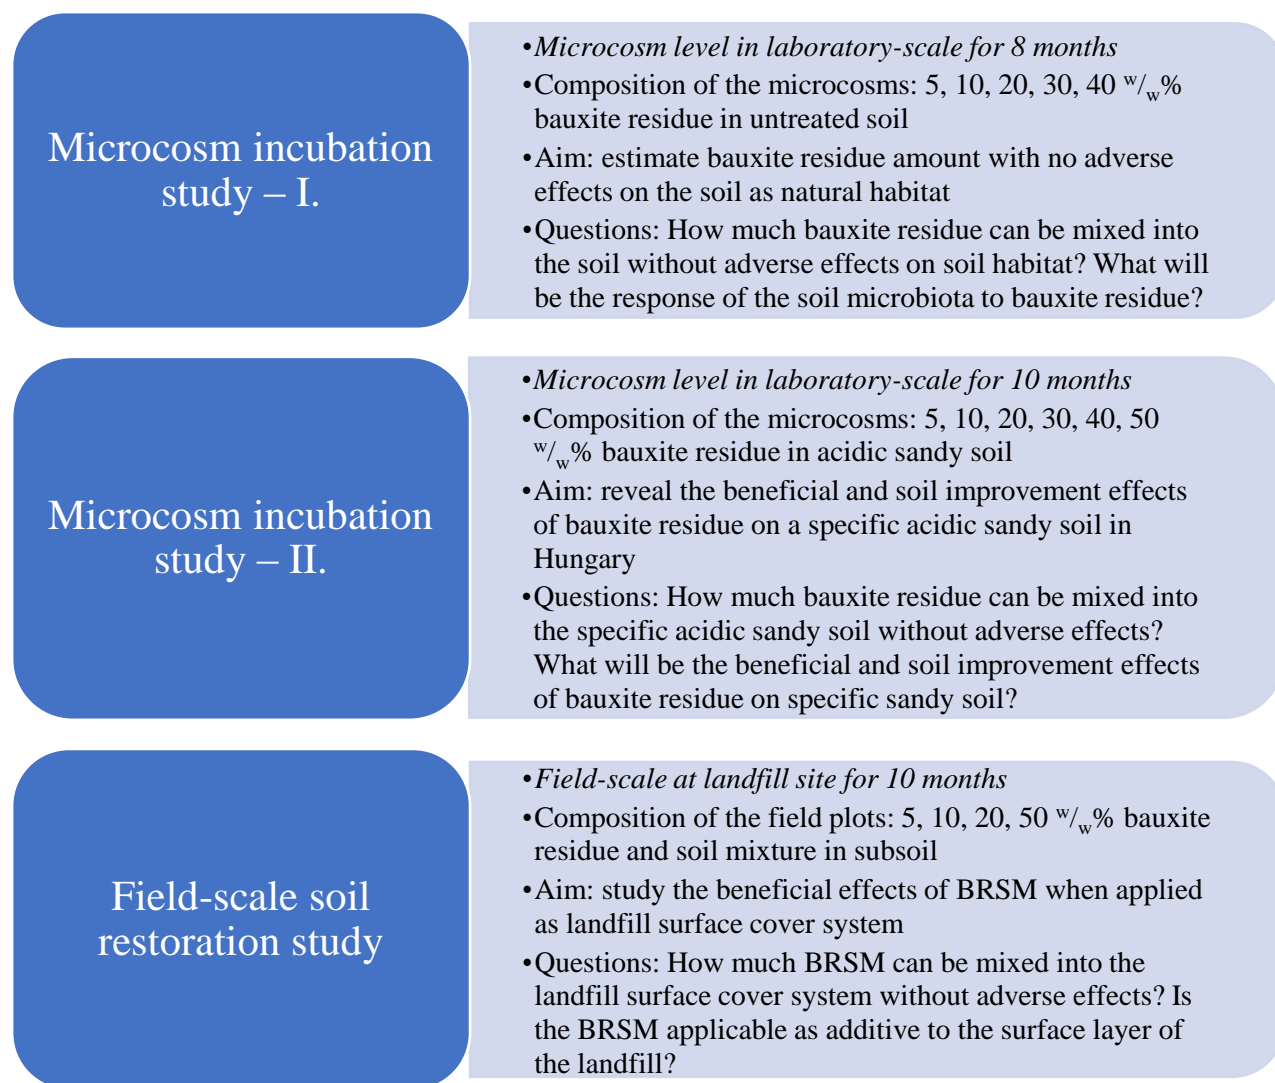 Microcosm incubation
study – I.
•Microcosm level in laboratory-scale for 8 months
•Composition of the microcosms: 5, 10, 20, 30, 40 w/w%
bauxite residue in untreated soil
•Aim: estimate bauxite residue amount with no adverse
effects on the soil as natural habitat
•Questions: How much bauxite residue can be mixed into
the soil without adverse effects on soil habitat? What will
be the response of the soil microbiota to bauxite residue?
Microcosm incubation
study – II.
•Microcosm level in laboratory-scale for 10 months
•Composition of the microcosms: 5, 10, 20, 30, 40, 50
w/w% bauxite residue in acidic sandy soil
•Aim: reveal the beneficial and soil improvement effects
of bauxite residue on a specific acidic sandy soil in
Hungary
•Questions: How much bauxite residue can be mixed into
the specific acidic sandy soil without adverse effects?
What will be the beneficial and soil improvement effects
of bauxite residue on specific sandy soil?
Field-scale soil
restoration study
•Field-scale at landfill site for 10 months
•Composition of the field plots: 5, 10, 20, 50 w/w% bauxite
residue and soil mixture in subsoil
•Aim: study the beneficial effects of BRSM when applied
as landfill surface cover system
•Questions: How much BRSM can be mixed into the
landfill surface cover system without adverse effects? Is
the BRSM applicable as additive to the surface layer of
the landfill?